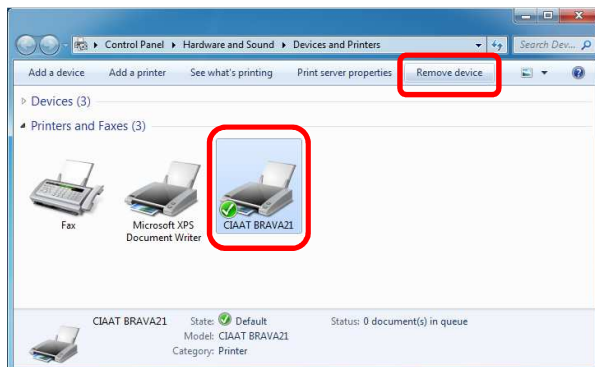 Control Panel ▸ Hardware and Sound ▸ Devices and Printers
Search Dev...
Add a device Add a printer See what's printing Print server properties Remove device
Devices (3)
Printers and Faxes (3)
Fax
Microsoft XPS
Document Writer
CIAAT BRAVA21
CIAAT BRAVA21 State: Default Status: 0 document(s) in queue
Model: CIAAT BRAVA21
Category: Printer